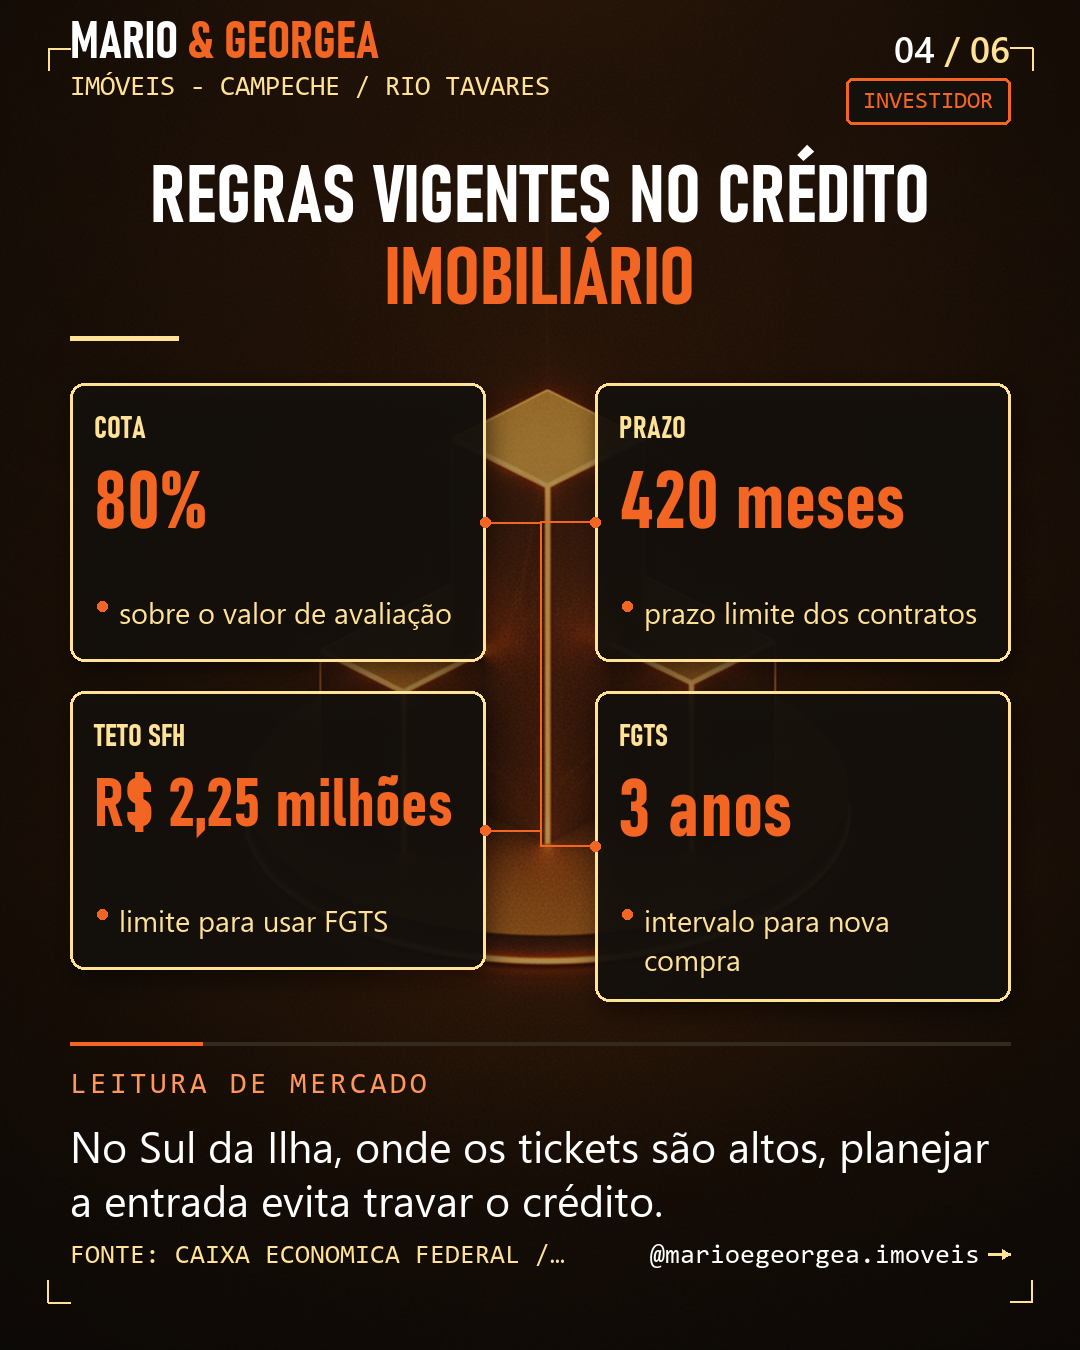 MARIO & GEORGEA
IMÓVEIS - CAMPECHE / RIO TAVARES
04 / 06
INVESTIDOR
REGRAS VIGENTES NO CRÉDITO
IMOBILIÁRIO
COTA
80%
• sobre o valor de avaliação
PRAZO
420 meses
• prazo limite dos contratos
TETO SFH
R$ 2,25 milhões
• limite para usar FGTS
FGTS
3 anos
• intervalo para nova
compra
LEITURA DE MERCADO
No Sul da Ilha, onde os tickets são altos, planejar
a entrada evita travar o crédito.
FONTE: CAIXA ECONOMICA FEDERAL /…
@marioegeorgea.imoveis →